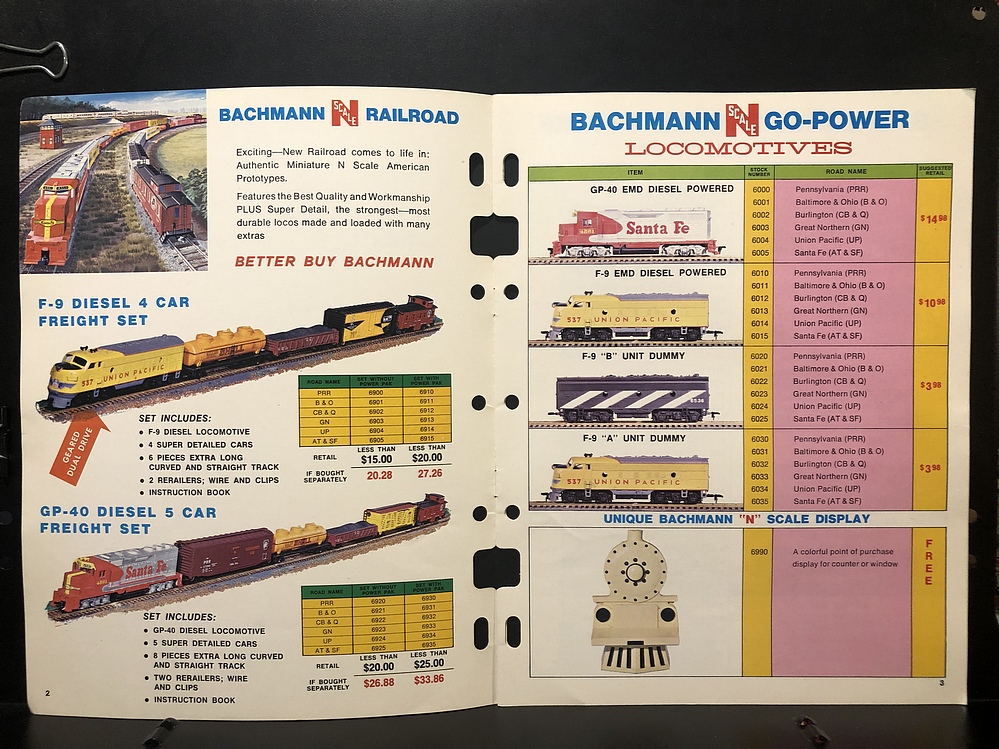 BACHMANN N SCALE RAILROAD
Exciting—New Railroad comes to life in:
Authentic Miniature N Scale American
Prototypes.
Features the Best Quality and Workmanship
PLUS Super Detail, the strongest—most
durable locos made and loaded with many
extras
BETTER BUY BACHMANN
F-9 DIESEL 4 CAR
FREIGHT SET
537 UNION PACIFIC
GEARED
DUAL DRIVE
SET INCLUDES:
• F-9 DIESEL LOCOMOTIVE
• 4 SUPER DETAILED CARS
• 6 PIECES EXTRA LONG
CURVED AND STRAIGHT TRACK
• 2 RERAILERS; WIRE AND CLIPS
• INSTRUCTION BOOK
ROAD NAME SET WITHOUT POWER PAK SET WITH POWER PAK
PRR 6900 6910
B & O 6901 6911
CB & Q 6902 6912
GN 6903 6913
UP 6904 6914
AT & SF 6905 6915
RETAIL LESS THAN $15.00 LESS THAN $20.00
IF BOUGHT SEPARATELY 20.28 27.26
GP-40 DIESEL 5 CAR
FREIGHT SET
Santa Fe
SET INCLUDES:
• GP-40 DIESEL LOCOMOTIVE
• 5 SUPER DETAILED CARS
• 8 PIECES EXTRA LONG CURVED
AND STRAIGHT TRACK
• TWO RERAILERS; WIRE
AND CLIPS
• INSTRUCTION BOOK
ROAD NAME SET WITHOUT POWER PAK SET WITH POWER PAK
PRR 6920 6930
B & O 6921 6931
CB & Q 6922 6932
GN 6923 6933
UP 6924 6934
AT & SF 6925 6935
RETAIL LESS THAN $20.00 LESS THAN $25.00
IF BOUGHT SEPARATELY $26.88 $33.86
2
BACHMANN N SCALE GO-POWER
LOCOMOTIVES
ITEM STOCK NUMBER ROAD NAME SUGGESTED RETAIL
GP-40 EMD DIESEL POWERED
Santa Fe
6000 Pennsylvania (PRR)
6001 Baltimore & Ohio (B & O)
6002 Burlington (CB & Q)
6003 Great Northern (GN)
6004 Union Pacific (UP)
6005 Santa Fe (AT & SF)
$14.98
F-9 EMD DIESEL POWERED
537 UNION PACIFIC
6010 Pennsylvania (PRR)
6011 Baltimore & Ohio (B & O)
6012 Burlington (CB & Q)
6013 Great Northern (GN)
6014 Union Pacific (UP)
6015 Santa Fe (AT & SF)
$10.98
F-9 "B" UNIT DUMMY
6020 Pennsylvania (PRR)
6021 Baltimore & Ohio (B & O)
6022 Burlington (CB & Q)
6023 Great Northern (GN)
6024 Union Pacific (UP)
6025 Santa Fe (AT & SF)
$3.98
F-9 "A" UNIT DUMMY
537 UNION PACIFIC
6030 Pennsylvania (PRR)
6031 Baltimore & Ohio (B & O)
6032 Burlington (CB & Q)
6033 Great Northern (GN)
6034 Union Pacific (UP)
6035 Santa Fe (AT & SF)
$3.98
UNIQUE BACHMANN "N" SCALE DISPLAY
6990 A colorful point of purchase
display for counter or window
FREE
3